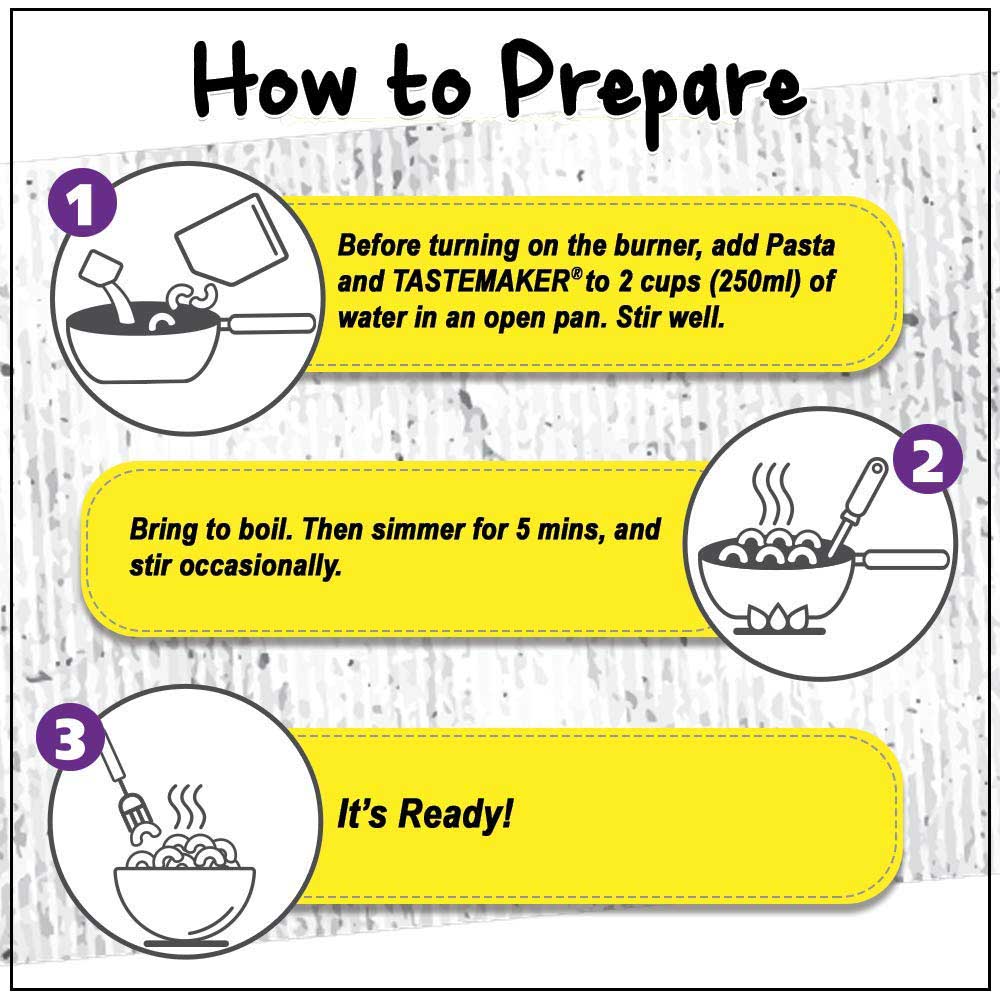 How to Prepare
1
Before turning on the burner, add Pasta
and TASTEMAKER® to 2 cups (250ml) of
water in an open pan. Stir well.
2
Bring to boil. Then simmer for 5 mins, and
stir occasionally.
3
It's Ready!